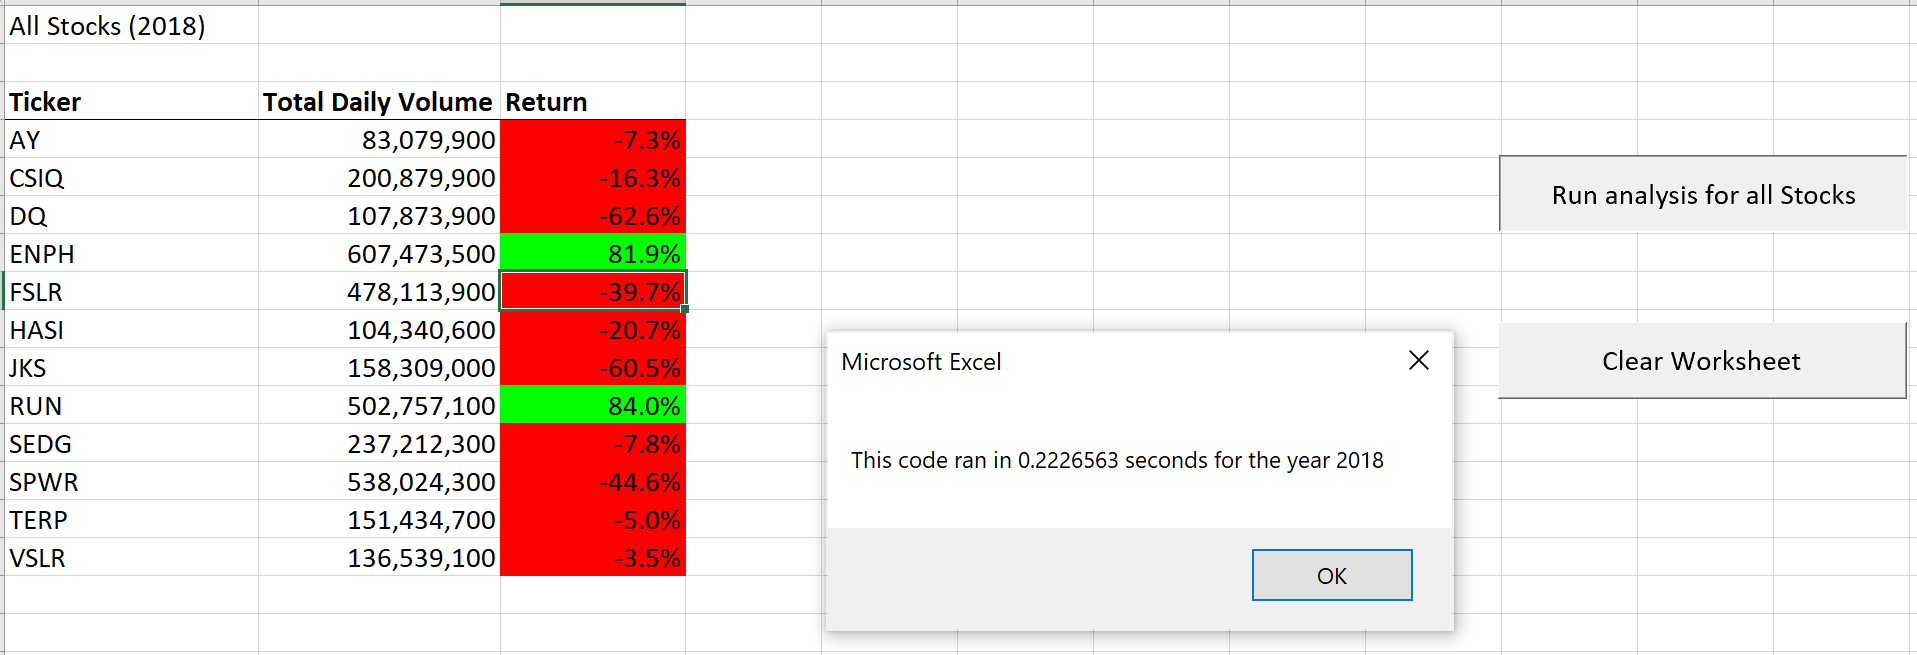 All Stocks (2018)
Ticker Total Daily Volume Return
AY 83,079,900 -7.3%
CSIQ 200,879,900 -16.3%
DQ 107,873,900 -62.6%
ENPH 607,473,500 81.9%
FSLR 478,113,900 -39.7%
HASI 104,340,600 -20.7%
JKS 158,309,000 -60.5%
RUN 502,757,100 84.0%
SEDG 237,212,300 -7.8%
SPWR 538,024,300 -44.6%
TERP 151,434,700 -5.0%
VSLR 136,539,100 -3.5%
Run analysis for all Stocks
Clear Worksheet
Microsoft Excel
This code ran in 0.2226563 seconds for the year 2018
OK